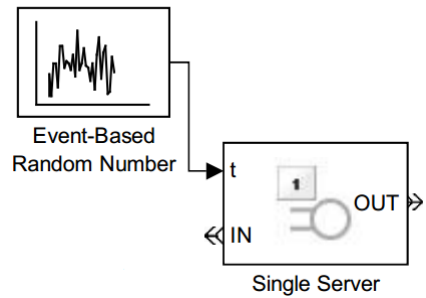 Event-Based
Random Number
t
1
OUT
IN
Single Server